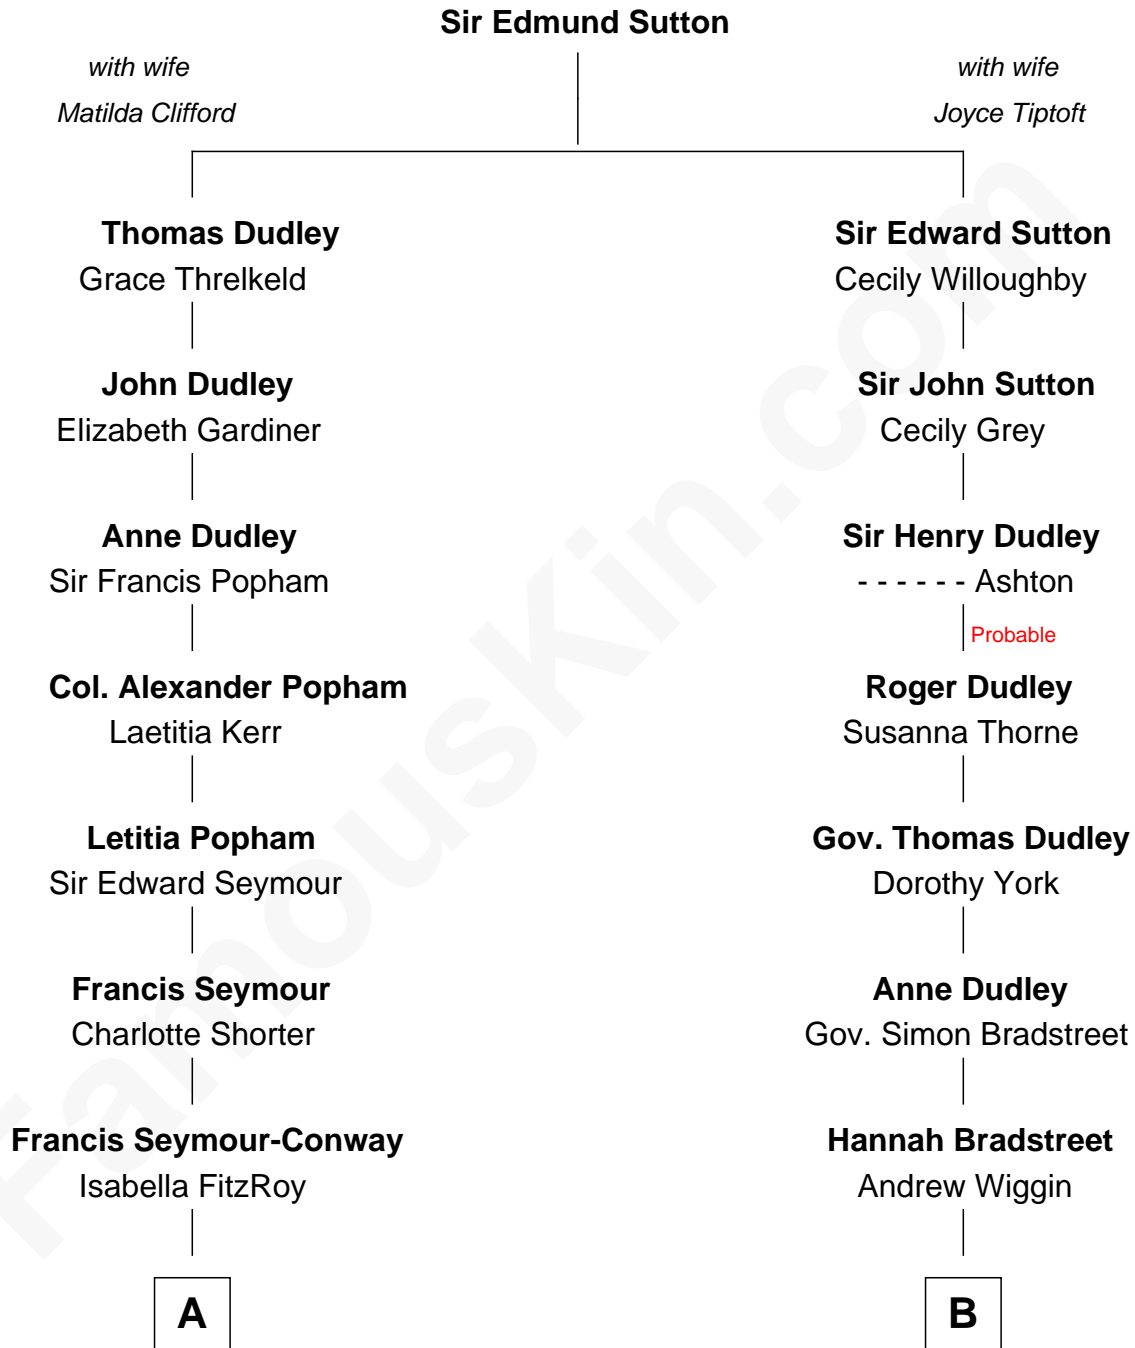 Sir Edmund Sutton
with wife
Matilda Clifford
with wife
Joyce Tiptoft
Thomas Dudley
Grace Threlkeld
Sir Edward Sutton
Cecily Willoughby
John Dudley
Elizabeth Gardiner
Sir John Sutton
Cecily Grey
Anne Dudley
Sir Francis Popham
Sir Henry Dudley
- - - - - - Ashton
Probable
Col. Alexander Popham
Laetitia Kerr
Roger Dudley
Susanna Thorne
Letitia Popham
Sir Edward Seymour
Gov. Thomas Dudley
Dorothy York
Francis Seymour
Charlotte Shorter
Anne Dudley
Gov. Simon Bradstreet
Francis Seymour-Conway
Isabella FitzRoy
Hannah Bradstreet
Andrew Wiggin
A
B
FamousKin.com